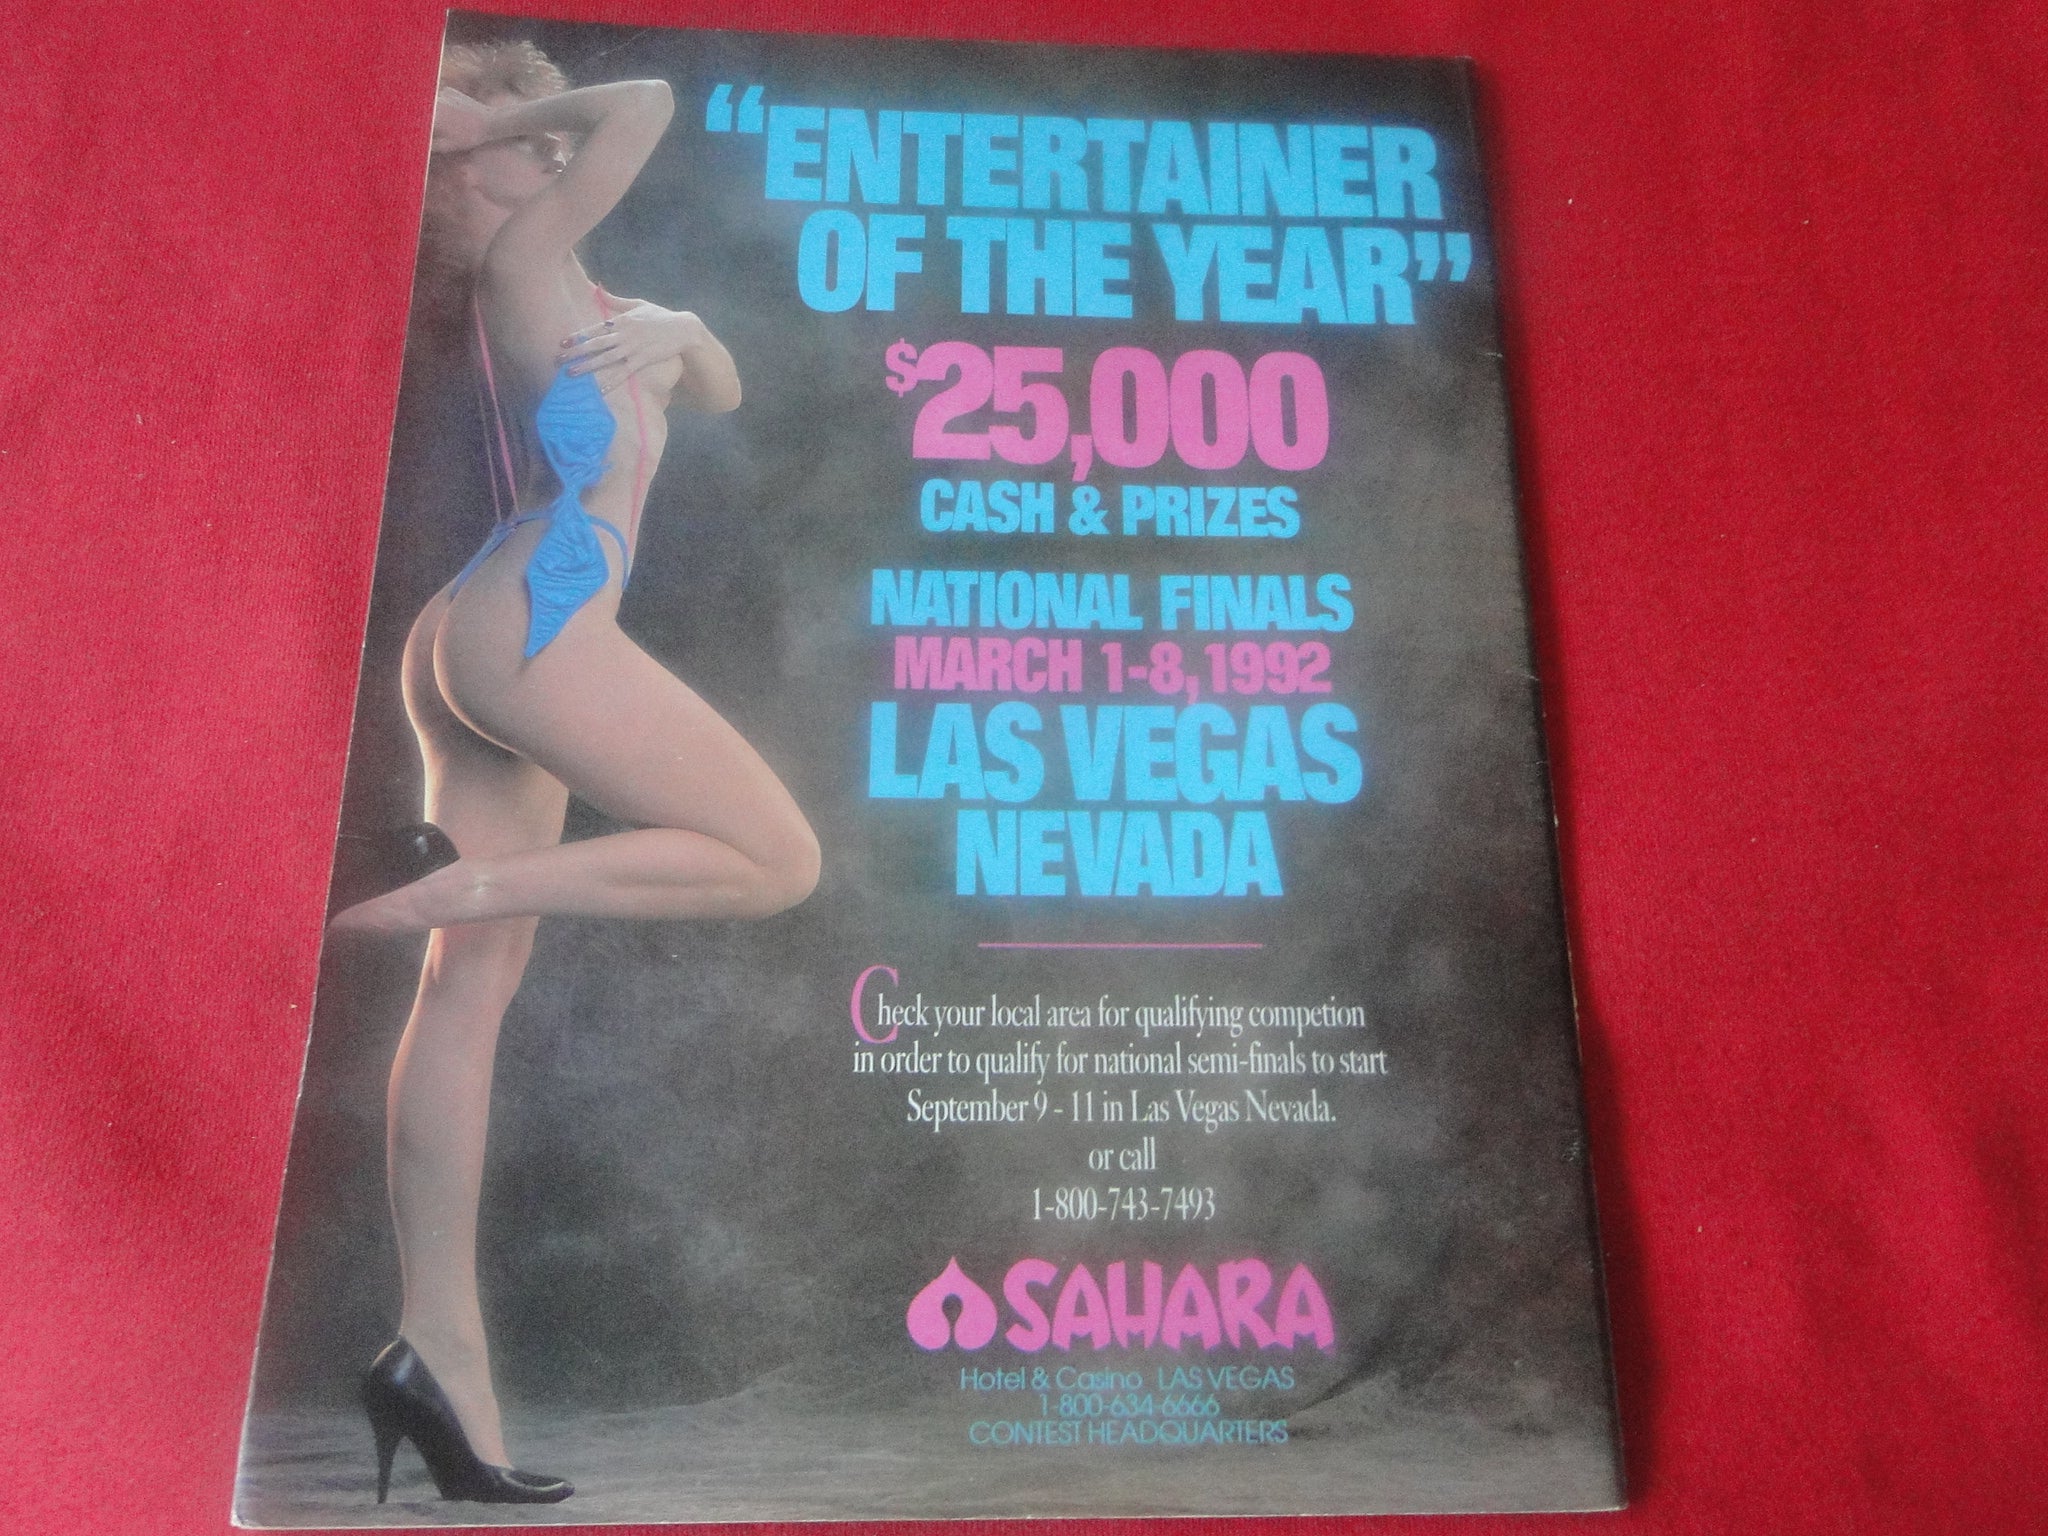 “ENTERTAINER
OF THE YEAR”
$25,000
CASH & PRIZES
NATIONAL FINALS
MARCH 1-8, 1992
LAS VEGAS
NEVADA
Check your local area for qualifying competion
in order to qualify for national semi-finals to start
September 9 - 11 in Las Vegas Nevada.
or call
1-800-743-7493
SAHARA
Hotel & Casino LAS VEGAS
1-800-634-6666
CONTEST HEADQUARTERS